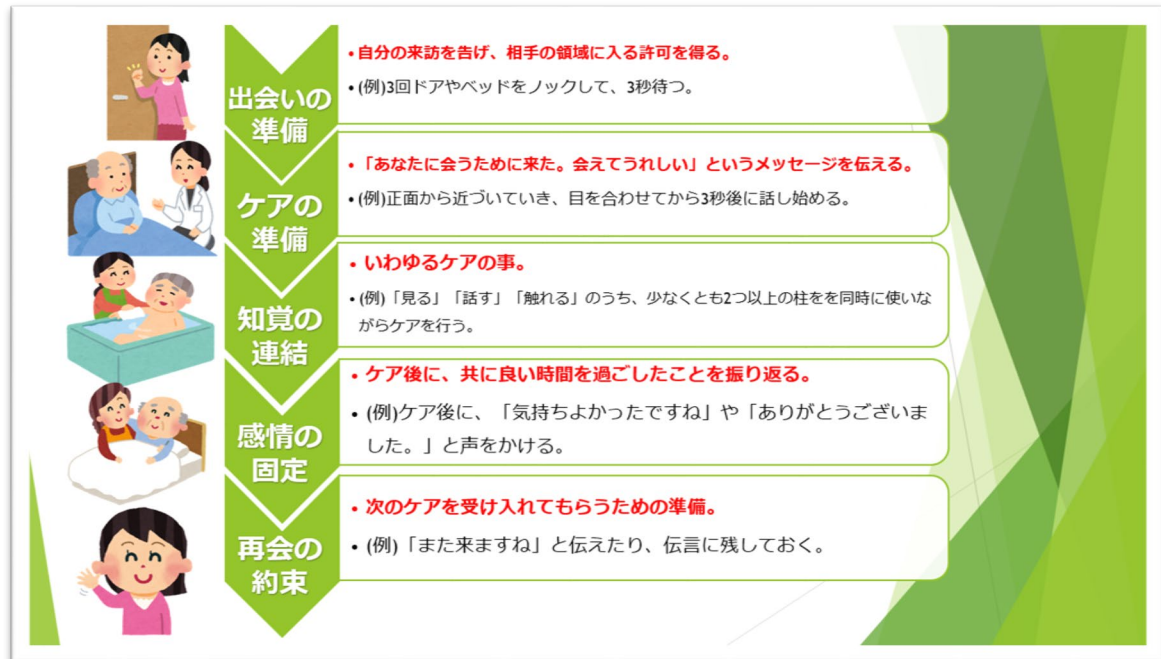 出会いの
準備
• 自分の来訪を告げ、相手の領域に入る許可を得る。
• (例)3回ドアやベッドをノックして、3秒待つ。
ケアの
準備
• 「あなたに会うために来た。会えてうれしい」というメッセージを伝える。
• (例)正面から近づいていき、目を合わせてから3秒後に話し始める。
知覚の
連結
• いわゆるケアの事。
• (例)「見る」「話す」「触れる」のうち、少なくとも2つ以上の柱をを同時に使いな
がらケアを行う。
感情の
固定
• ケア後に、共に良い時間を過ごしたことを振り返る。
• (例)ケア後に、「気持ちよかったですね」や「ありがとうございま
した。」と声をかける。
再会の
約束
• 次のケアを受け入れてもらうための準備。
• (例)「また来ますね」と伝えたり、伝言に残しておく。